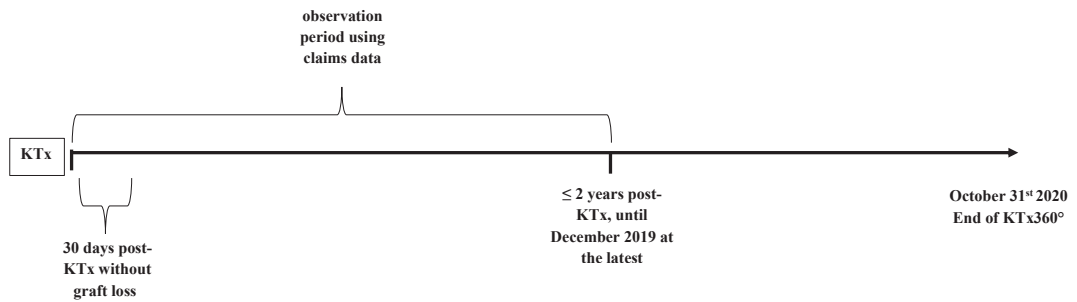 observation
period using
claims data
KTx
30 days post-
KTx without
graft loss
≤ 2 years post-
KTx, until
December 2019 at
the latest
October 31st 2020
End of KTx360°